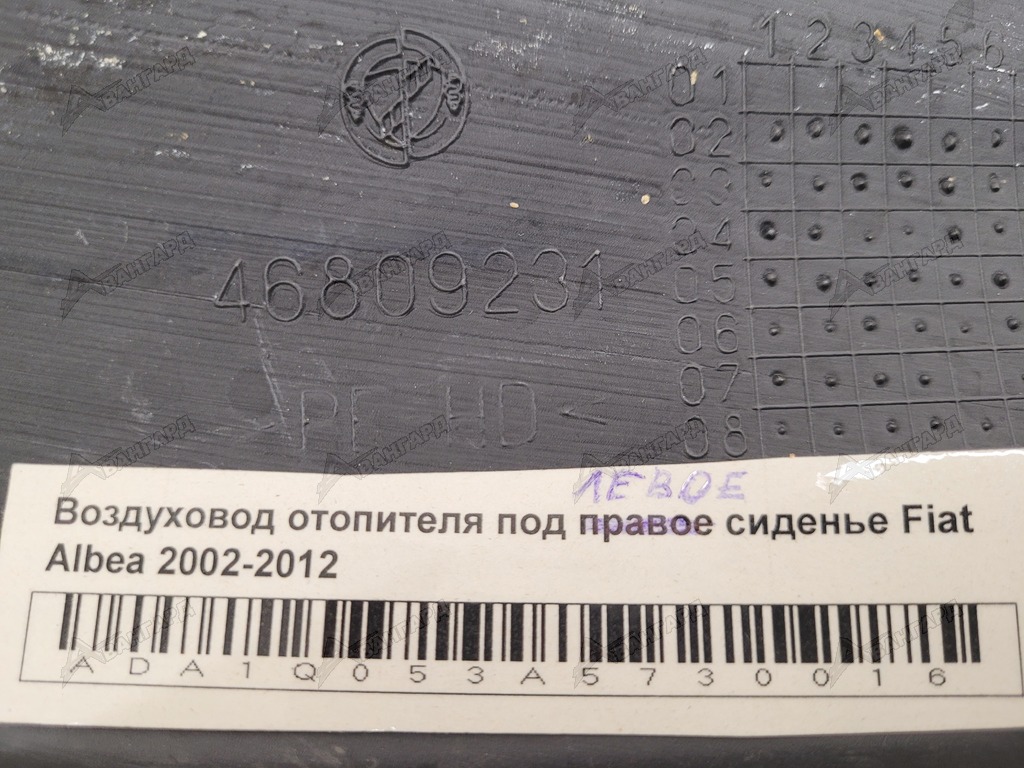 1 2 3 4 5 6
01
02
03
04
05
06
07
08
46809231
>PE HD<
ЛЕВОЕ
Воздуховод отопителя под правое сиденье Fiat
Albea 2002-2012
ADA1Q053A5730016
АВАНГАРД